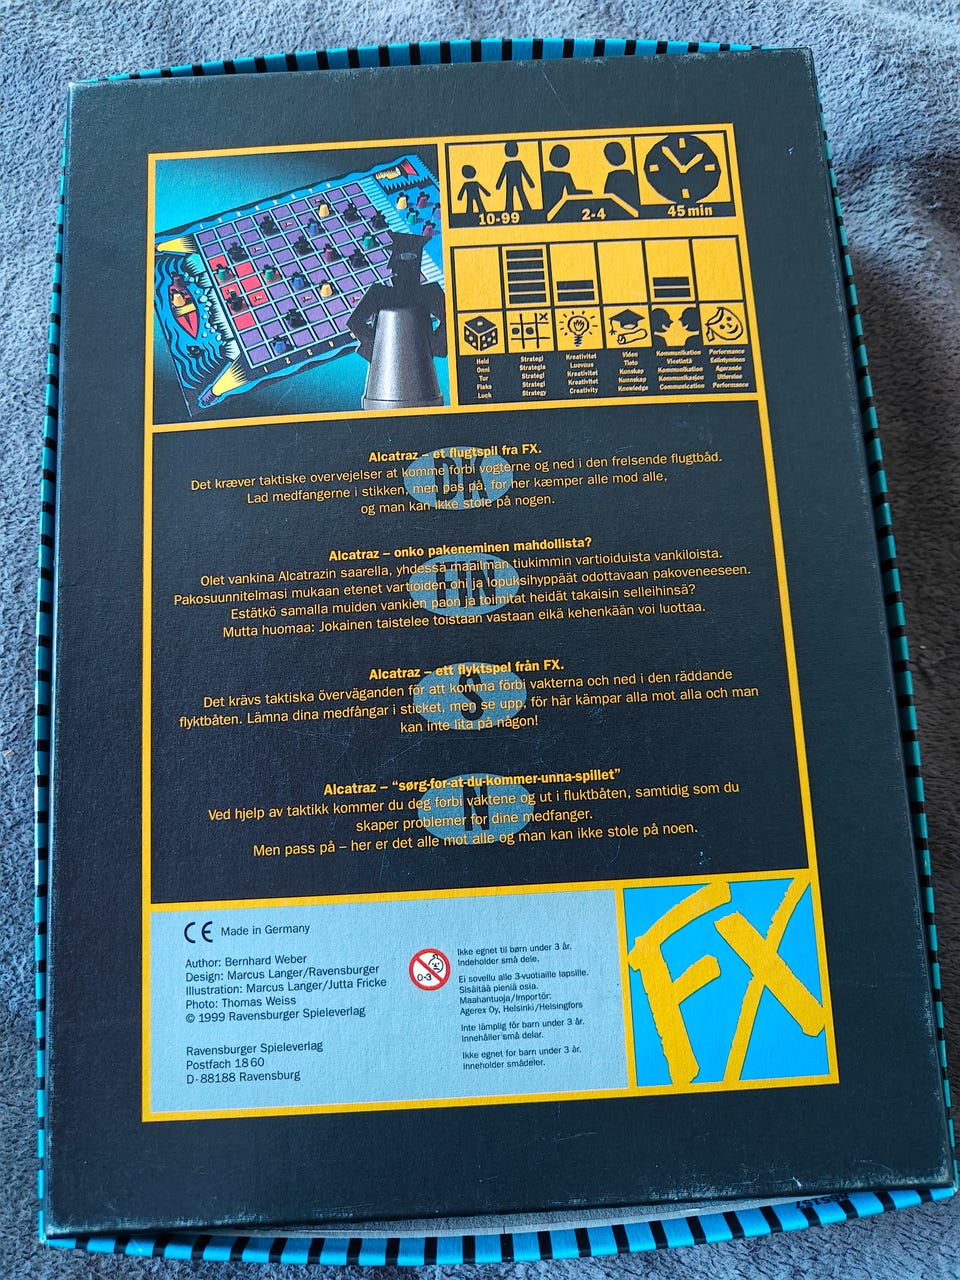 10-99
2-4
45 min
Held
Onni
Tur
Flaks
Luck
Strategi
Strategia
Strategi
Strategi
Strategy
Kreativitet
Luovuus
Kreativitet
Kreativitet
Creativity
Viden
Tieto
Kunskap
Kunnskap
Knowledge
Kommunikation
Viestintä
Kommunikation
Kommunikasjon
Communication
Performance
Esiintyminen
Agerande
Utførelse
Performance
DK
Alcatraz – et flugtspil fra FX.
Det kræver taktiske overvejelser at komme forbi vogterne og ned i den frelsende flugtbåd.
Lad medfangerne i stikken, men pas på, for her kæmper alle mod alle,
og man kan ikke stole på nogen.
FIN
Alcatraz – onko pakeneminen mahdollista?
Olet vankina Alcatrazin saarella, yhdessä maailman tiukimmin vartioiduista vankiloista.
Pakosuunnitelmasi mukaan etenet vartioiden ohi ja lopuksihyppäät odottavaan pakoveneeseen.
Estätkö samalla muiden vankien paon ja toimitat heidät takaisin selleihinsä?
Mutta huomaa: Jokainen taistelee toistaan vastaan eikä kehenkään voi luottaa.
S
Alcatraz – ett flyktspel från FX.
Det krävs taktiska överväganden för att komma förbi vakterna och ned i den räddande
flyktbåten. Lämna dina medfångar i sticket, men se upp, för här kämpar alla mot alla och man
kan inte lita på någon!
N
Alcatraz – “sørg-for-at-du-kommer-unna-spillet”
Ved hjelp av taktikk kommer du deg forbi vaktene og ut i fluktbåten, samtidig som du
skaper problemer for dine medfanger.
Men pass på – her er det alle mot alle og man kan ikke stole på noen.
CE Made in Germany
Author: Bernhard Weber
Design: Marcus Langer/Ravensburger
Illustration: Marcus Langer/Jutta Fricke
Photo: Thomas Weiss
© 1999 Ravensburger Spieleverlag
Ravensburger Spieleverlag
Postfach 18 60
D-88188 Ravensburg
0-3
Ikke egnet til børn under 3 år.
Indeholder små dele.
Ei sovellu alle 3-vuotiaille lapsille.
Sisältää pieniä osia.
Maahantuoja/Importör:
Agerex Oy, Helsinki/Helsingfors
Inte lämplig för barn under 3 år.
Innehåller små delar.
Ikke egnet for barn under 3 år.
Inneholder smådeler.
FX